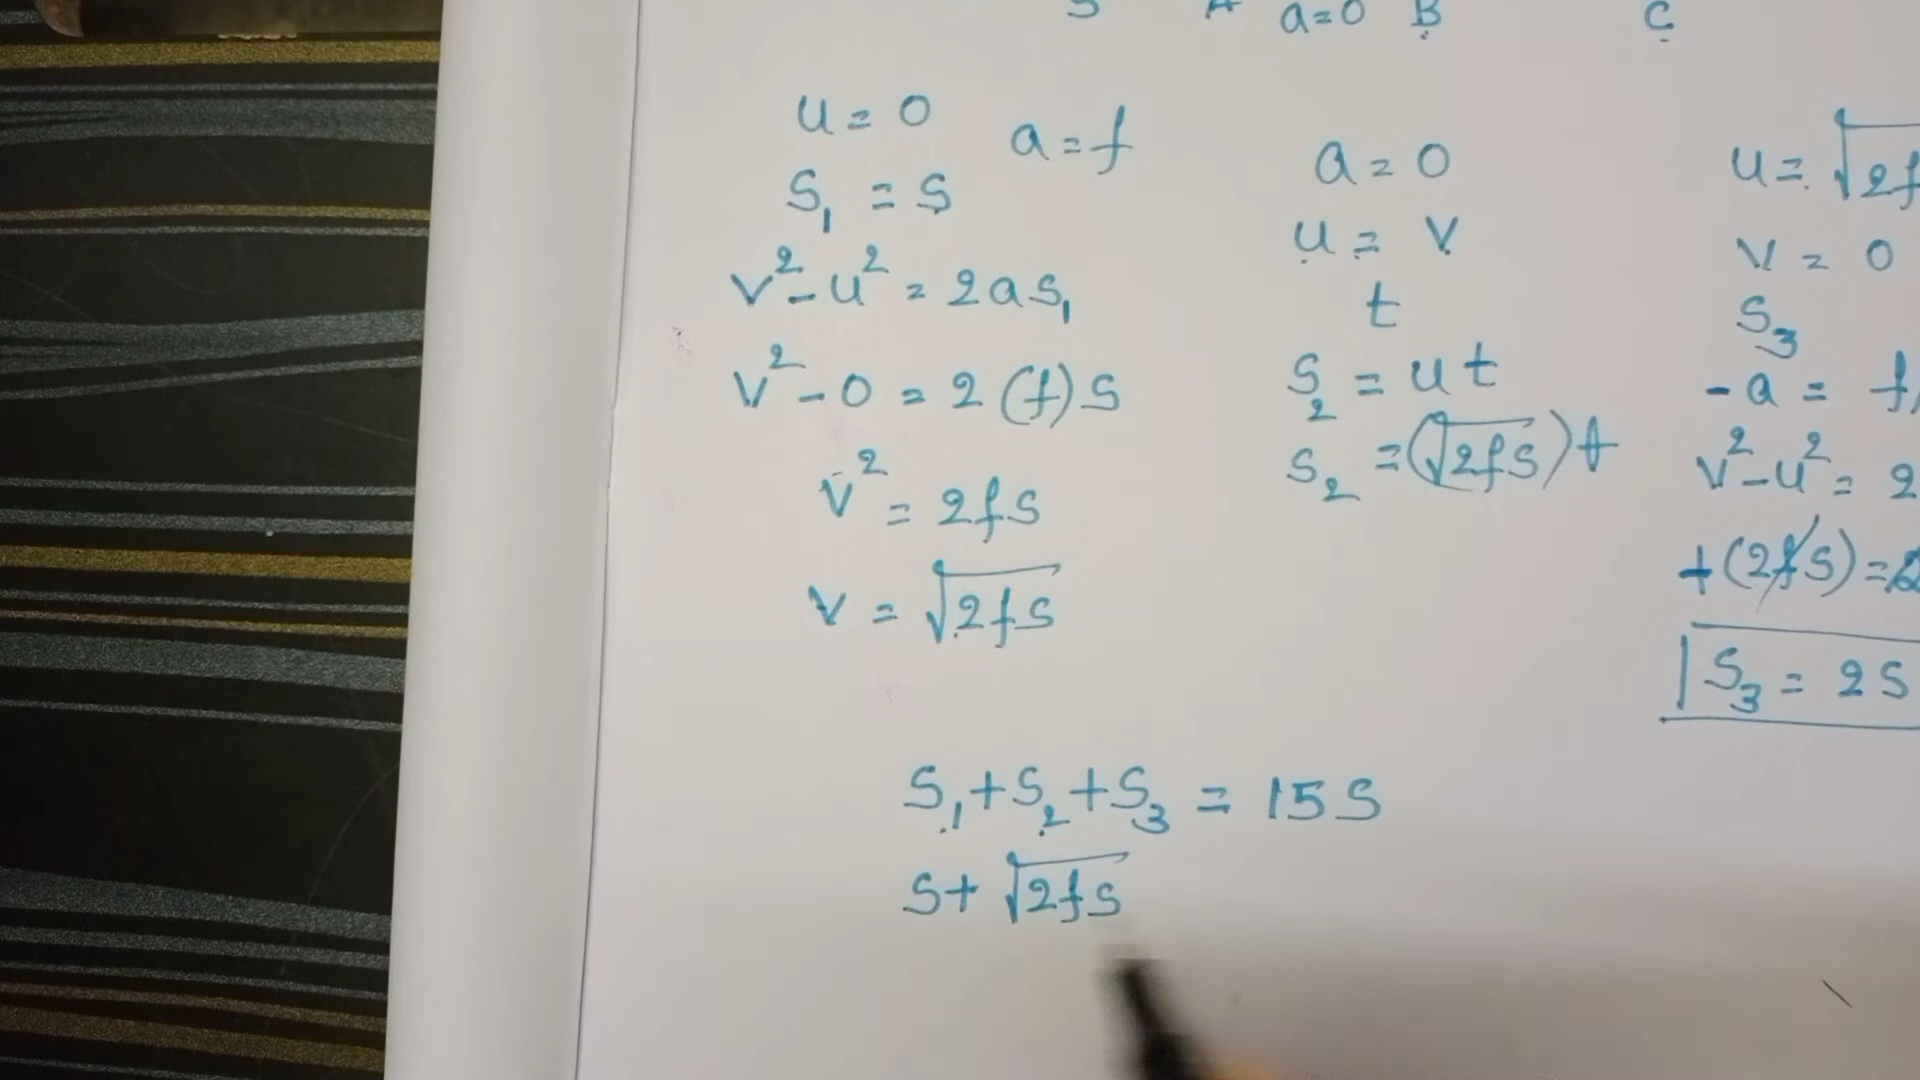 a=0 B C
u = 0
a = f
S₁ = S
v² - u² = 2aS₁
v² - 0 = 2(f)S
v² = 2fS
v = √2fS
a = 0
u = v
t
S₂ = ut
S₂ = (√2fS)t
u = √2f
v = 0
S₃
-a = f/
v² - u² = 2
+(2fS) =
S₃ = 2S
S₁ + S₂ + S₃ = 15S
S + √2fS